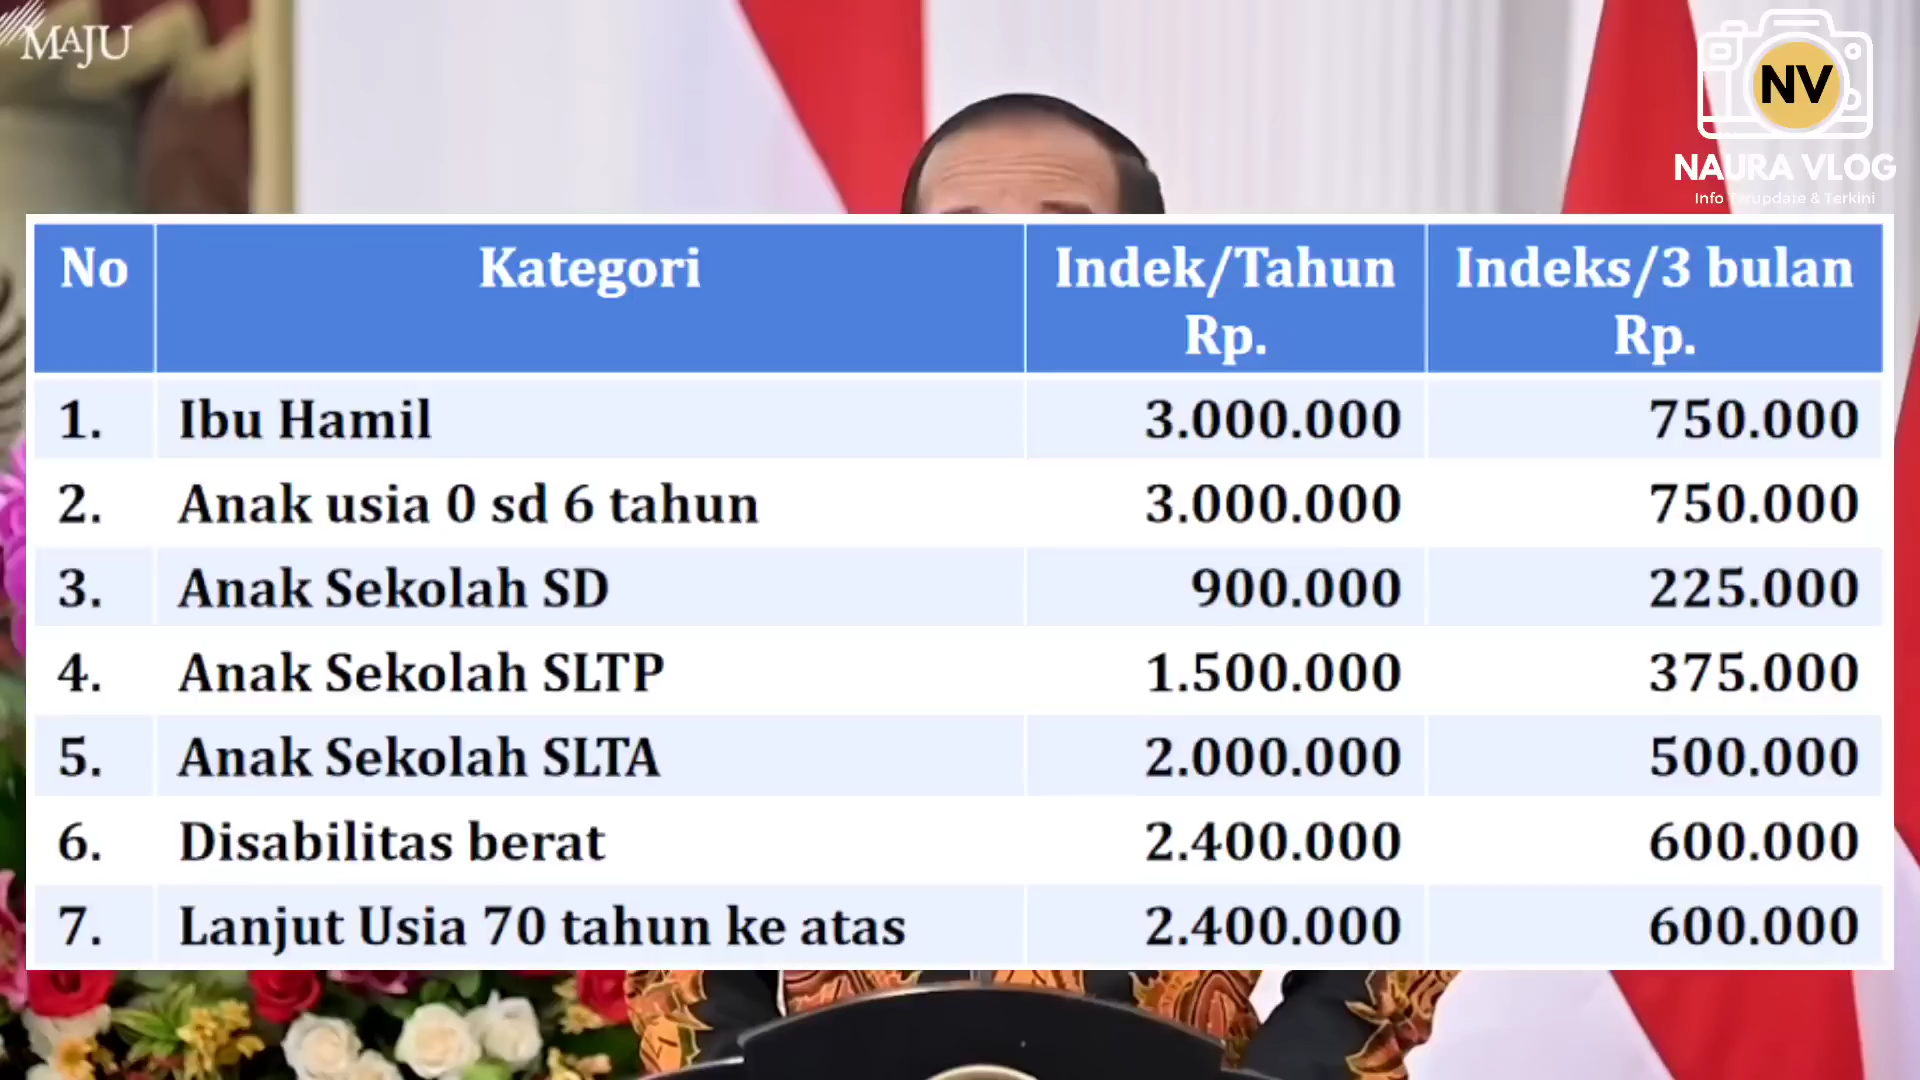 MAJU
NV
NAURA VLOG
Info Terupdate & Terkini
No Kategori Indek/Tahun Rp. Indeks/3 bulan Rp.
1. Ibu Hamil 3.000.000 750.000
2. Anak usia 0 sd 6 tahun 3.000.000 750.000
3. Anak Sekolah SD 900.000 225.000
4. Anak Sekolah SLTP 1.500.000 375.000
5. Anak Sekolah SLTA 2.000.000 500.000
6. Disabilitas berat 2.400.000 600.000
7. Lanjut Usia 70 tahun ke atas 2.400.000 600.000